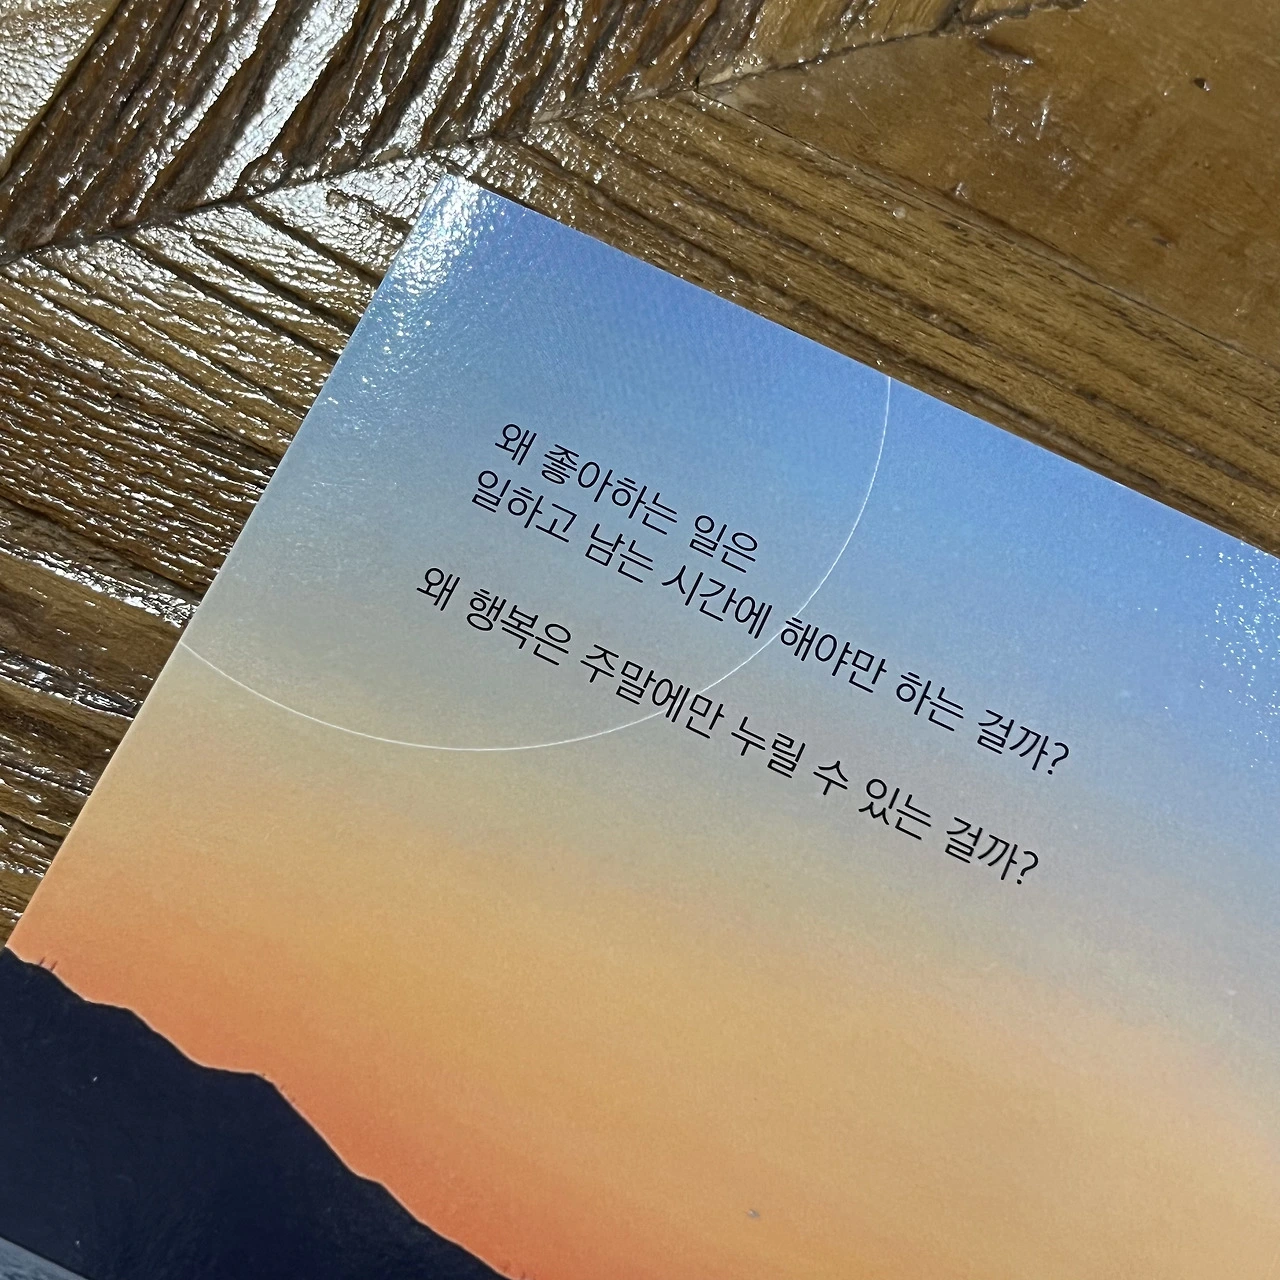 왜 좋아하는 일은
일하고 남는 시간에 해야만 하는 걸까?
왜 행복은 주말에만 누릴 수 있는 걸까?